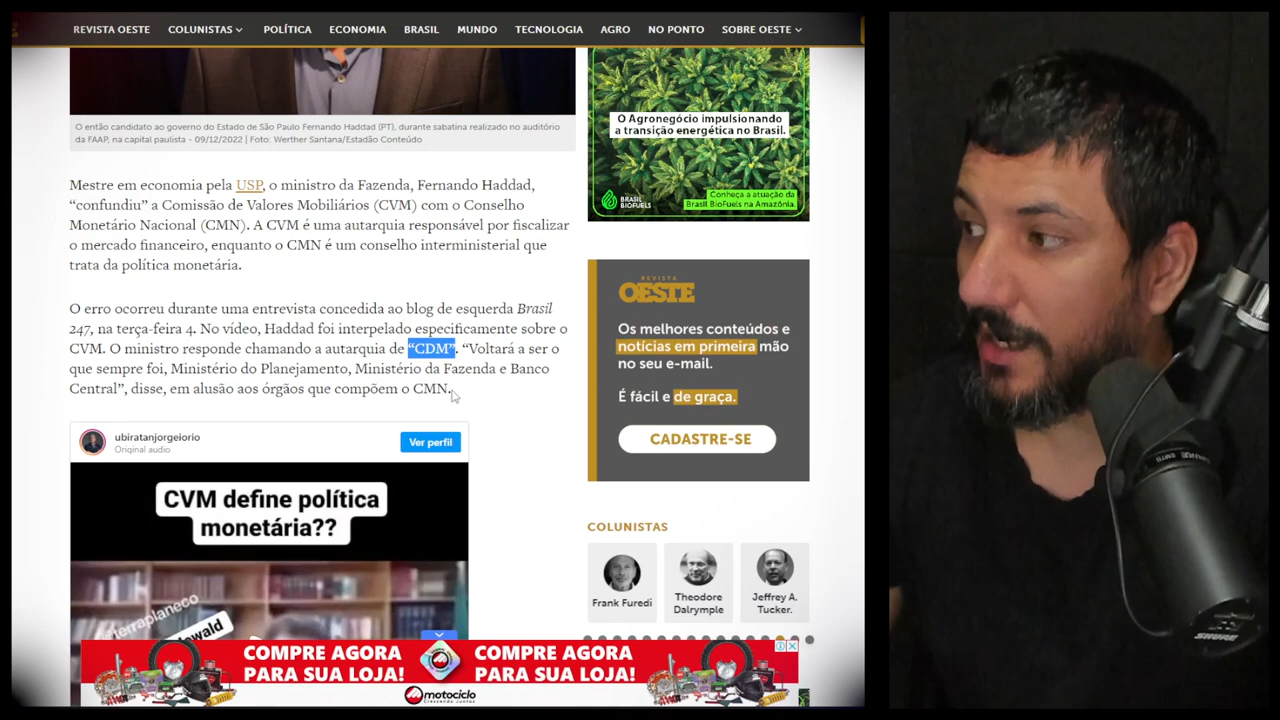 REVISTA OESTE COLUNISTAS POLÍTICA ECONOMIA BRASIL MUNDO TECNOLOGIA AGRO NO PONTO SOBRE OESTE
O então candidato ao governo do Estado de São Paulo Fernando Haddad (PT), durante sabatina realizado no auditório
da FAAP, na capital paulista - 09/12/2022 | Foto: Werther Santana/Estadão Conteúdo
Mestre em economia pela USP, o ministro da Fazenda, Fernando Haddad,
“confundiu” a Comissão de Valores Mobiliários (CVM) com o Conselho
Monetário Nacional (CMN). A CVM é uma autarquia responsável por fiscalizar
o mercado financeiro, enquanto o CMN é um conselho interministerial que
trata da política monetária.
O erro ocorreu durante uma entrevista concedida ao blog de esquerda Brasil
247, na terça-feira 4. No vídeo, Haddad foi interpelado especificamente sobre o
CVM. O ministro responde chamando a autarquia de “CDM”. “Voltará a ser o
que sempre foi, Ministério do Planejamento, Ministério da Fazenda e Banco
Central”, disse, em alusão aos órgãos que compõem o CMN.
ubiratanjorgeiorio
Original audio
Ver perfil
CVM define política
monetária??
terraplaneco
wald
O Agronegócio impulsionando
a transição energética no Brasil.
BRASIL
BIOFUELS
Conheça a atuação da
Brasil BioFuels na Amazônia.
REVISTA
OESTE
Os melhores conteúdos e
notícias em primeira mão
no seu e-mail.
É fácil e de graça.
CADASTRE-SE
COLUNISTAS
Frank Furedi
Theodore
Dalrymple
Jeffrey A.
Tucker.
COMPRE AGORA
PARA SUA LOJA!
COMPRE AGORA
PARA SUA LOJA!
motociclo
SHURE